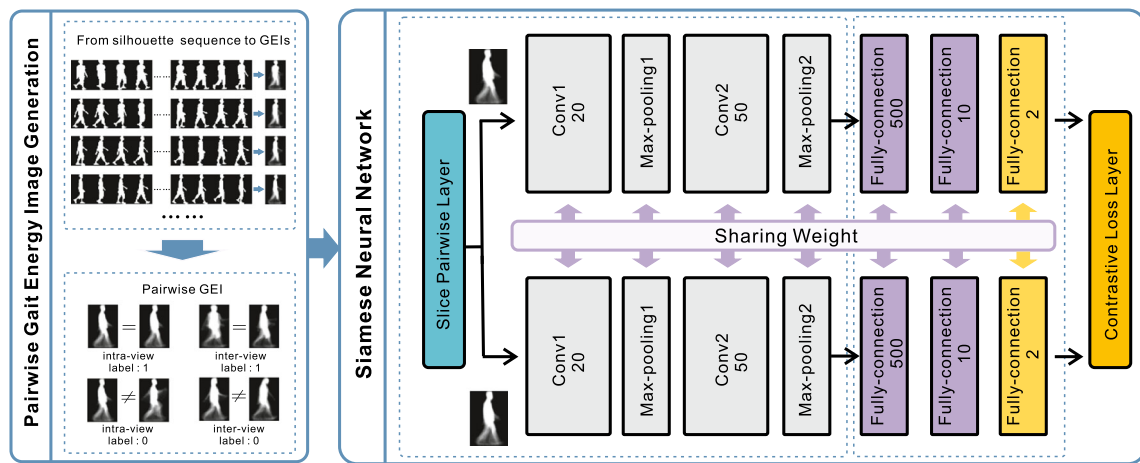 Pairwise Gait Energy Image Generation
From silhouette sequence to GEIs
Pairwise GEI
=
=
intra-view
label : 1
inter-view
label : 1
≠
≠
intra-view
label : 0
inter-view
label : 0
Siamese Neural Network
Slice Pairwise Layer
Conv1
20
Max-pooling1
Conv2
50
Max-pooling2
Fully-connection
500
Fully-connection
10
Fully-connection
2
Sharing Weight
Conv1
20
Max-pooling1
Conv2
50
Max-pooling2
Fully-connection
500
Fully-connection
10
Fully-connection
2
Contrastive Loss Layer